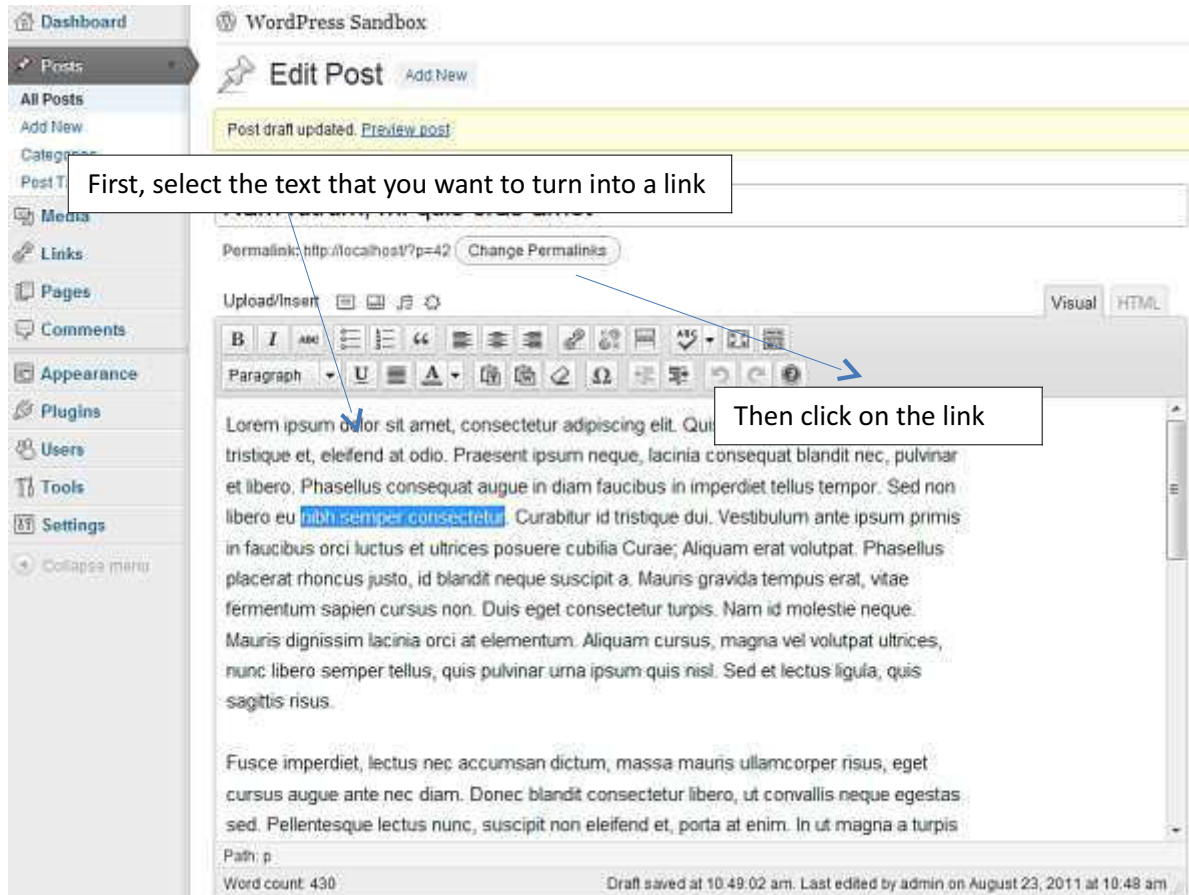 Dashboard
WordPress Sandbox
Posts
Edit Post Add New
All Posts
Add New
Post draft updated. Preview post
First, select the text that you want to turn into a link
Media
Links
Permalink: http://localhost/?p=42 Change Permalinks
Pages
Upload/Insert
Visual HTML
Comments
B I ABC ABC
Appearance
Paragraph U A Ω
Plugins
Then click on the link
Users
Tools
Settings
Collapse menu
Lorem ipsum dolor sit amet, consectetur adipiscing elit.
tristique et, eleifend at odio. Praesent ipsum neque, lacinia consequat blandit nec, pulvinar
et libero. Phasellus consequat augue in diam faucibus in imperdiet tellus tempor. Sed non
libero eu nibh semper consectetur. Curabitur id tristique dui. Vestibulum ante ipsum primis
in faucibus orci luctus et ultrices posuere cubilia Curae; Aliquam erat volutpat. Phasellus
placerat rhoncus justo, id blandit neque suscipit a. Mauris gravida tempus erat, vitae
fermentum sapien cursus non. Duis eget consectetur turpis. Nam id molestie neque.
Mauris dignissim lacinia orci at elementum. Aliquam cursus, magna vel volutpat ultrices,
nunc libero semper tellus, quis pulvinar urna ipsum quis nisl. Sed et lectus ligula, quis
sagittis risus.
Fusce imperdiet, lectus nec accumsan dictum, massa mauris ullamcorper risus, eget
cursus augue ante nec diam. Donec blandit consectetur libero, ut convallis neque egestas
sed. Pellentesque lectus nunc, suscipit non eleifend et, porta at enim. In ut magna a turpis
Path: p
Word count: 430
Draft saved at 10:49:02 am. Last edited by admin on August 23, 2011 at 10:48 am